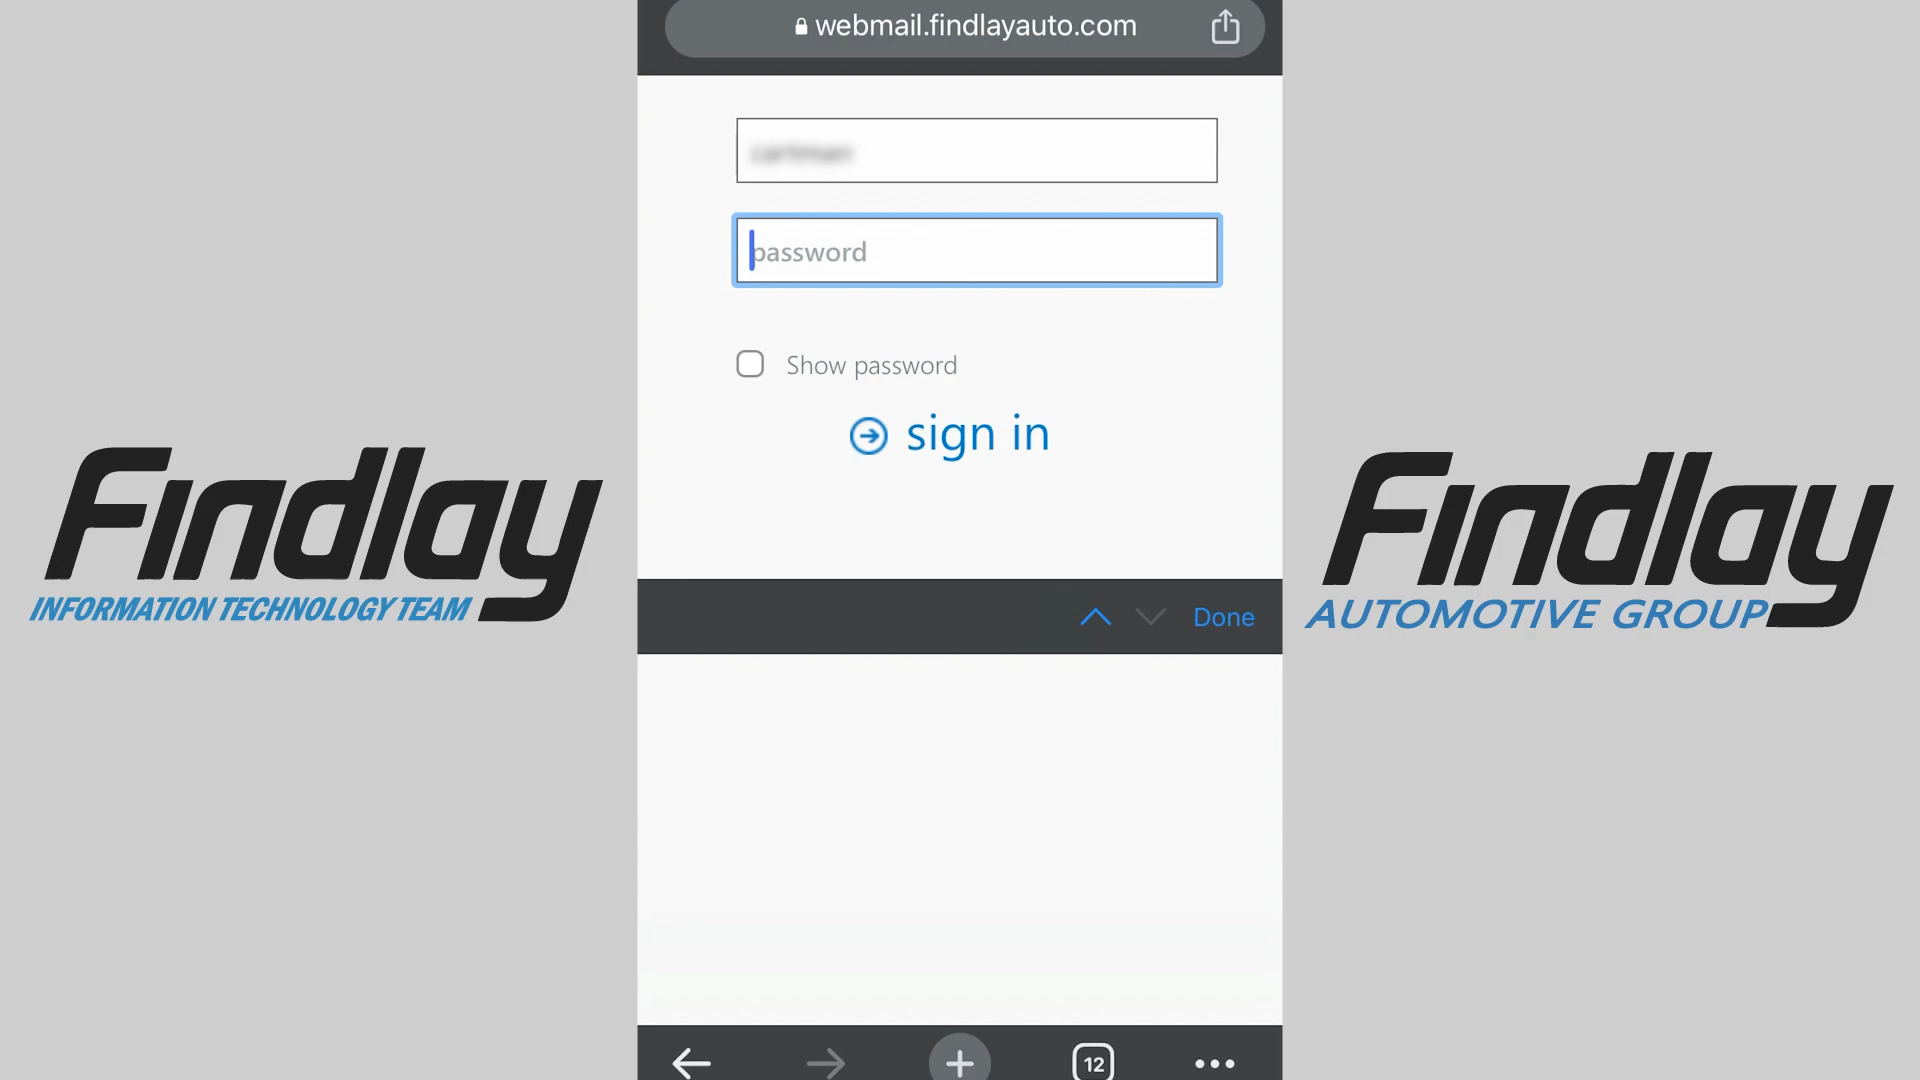 webmail.findlayauto.com
password
Show password
sign in
Findlay
INFORMATION TECHNOLOGY TEAM
Findlay
AUTOMOTIVE GROUP
Done
12